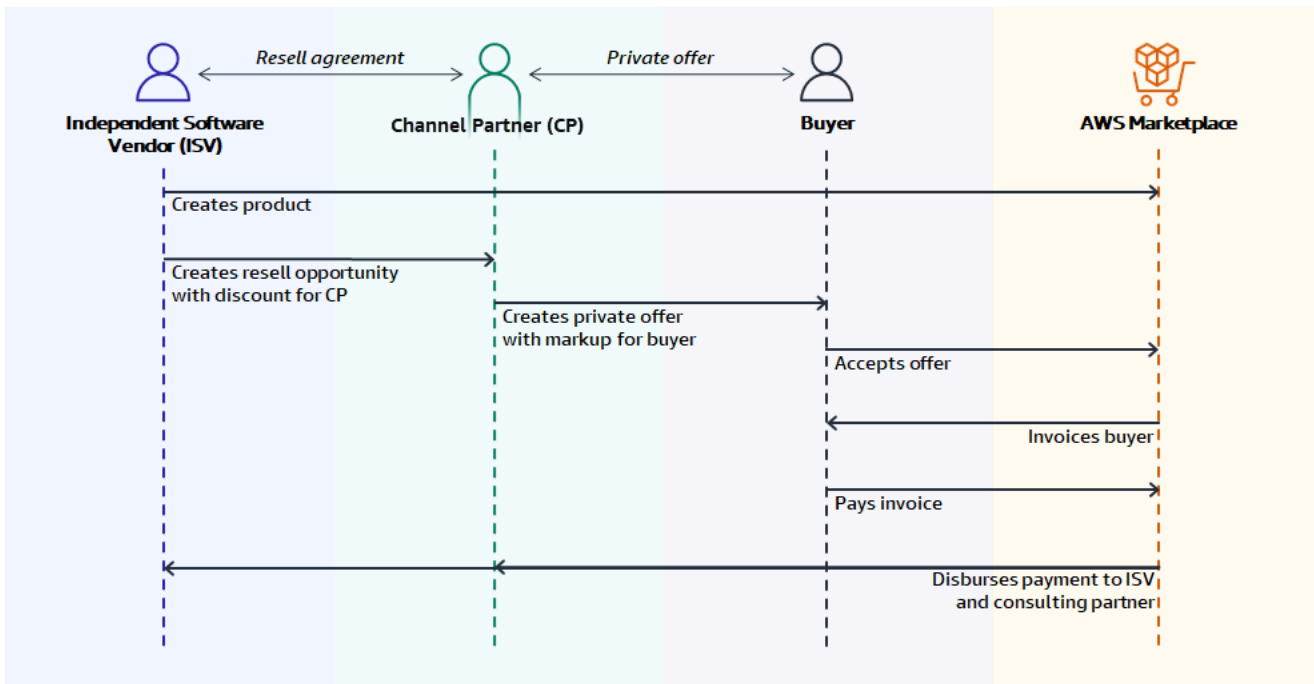 Resell agreement
Private offer
Independent Software
Vendor (ISV)
Channel Partner (CP)
Buyer
AWS Marketplace
Creates product
Creates resell opportunity
with discount for CP
Creates private offer
with markup for buyer
Accepts offer
Invoices buyer
Pays invoice
Disburses payment to ISV
and consulting partner